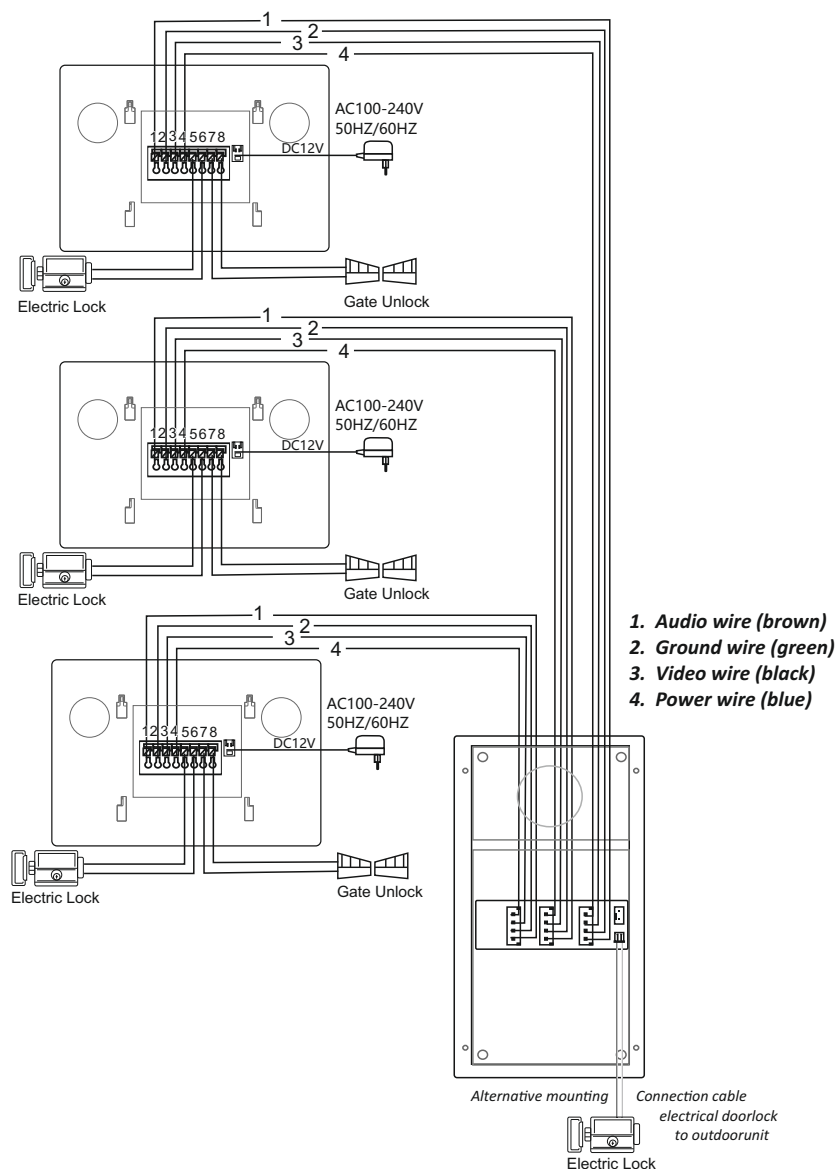 1
2
3
4
AC100-240V
50HZ/60HZ
12345678
DC12V
Electric Lock
Gate Unlock
1
2
3
4
AC100-240V
50HZ/60HZ
12345678
DC12V
Electric Lock
Gate Unlock
1
2
3
4
1. Audio wire (brown)
2. Ground wire (green)
3. Video wire (black)
4. Power wire (blue)
AC100-240V
50HZ/60HZ
12345678
DC12V
Electric Lock
Gate Unlock
Alternative mounting
Connection cable
electrical doorlock
to outdoorunit
Electric Lock